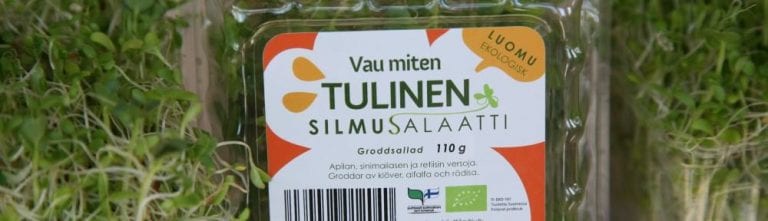 Vau miten
TULINEN
SILMUSALAATTI
LUOMU
EKOLOGISK
Groddsallad 110 g
Apilan, sinimailasen ja retiisin versoja.
Groddar av klöver, alfalfa och rädisa.